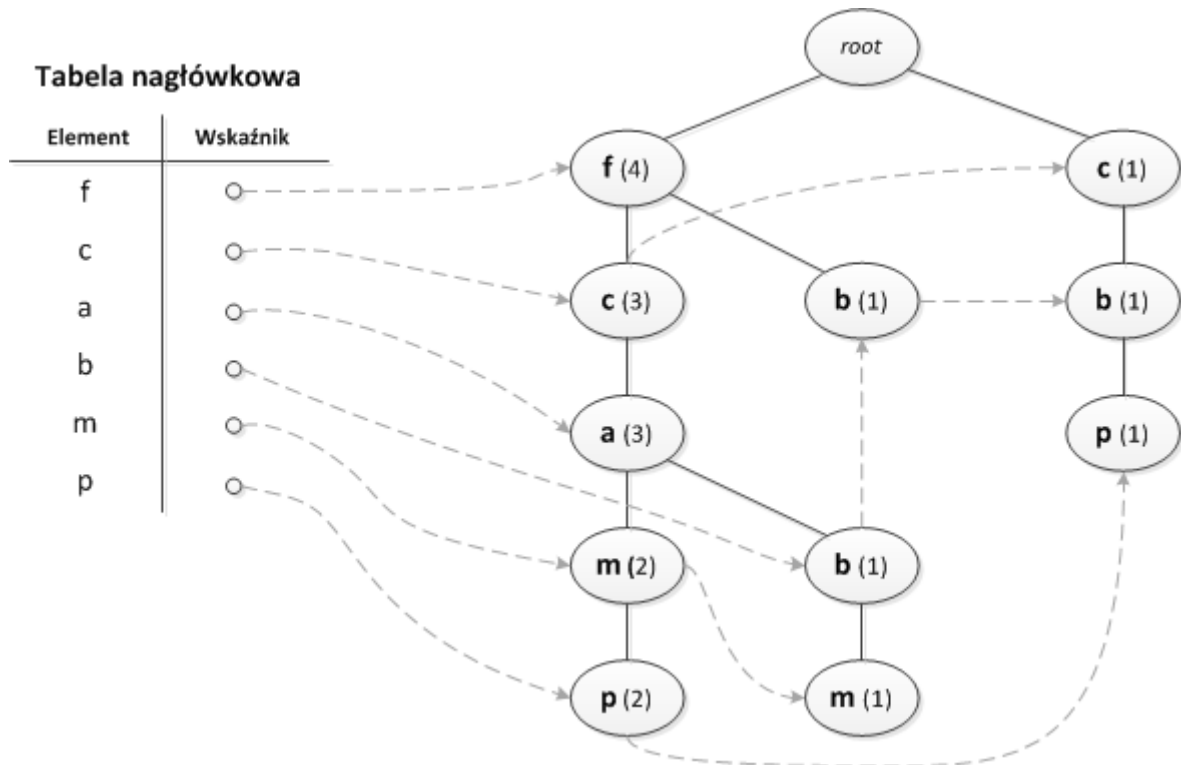 root
Tabela nagłówkowa
Element Wskaźnik
f
c
a
b
m
p
f (4) c (1)
c (3) b (1) b (1)
a (3) p (1)
m (2) b (1)
p (2) m (1)